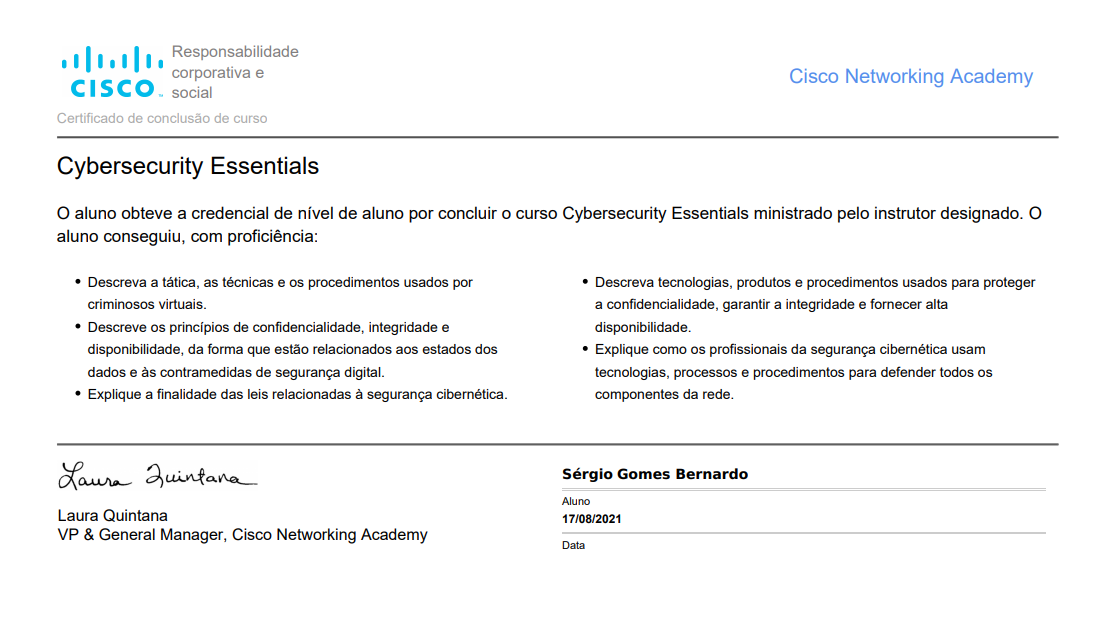 CISCO
Responsabilidade
corporativa e
social
Cisco Networking Academy
Certificado de conclusão de curso
Cybersecurity Essentials
O aluno obteve a credencial de nível de aluno por concluir o curso Cybersecurity Essentials ministrado pelo instrutor designado. O
aluno conseguiu, com proficiência:
• Descreva a tática, as técnicas e os procedimentos usados por
criminosos virtuais.
• Descreve os princípios de confidencialidade, integridade e
disponibilidade, da forma que estão relacionados aos estados dos
dados e às contramedidas de segurança digital.
• Explique a finalidade das leis relacionadas à segurança cibernética.
• Descreva tecnologias, produtos e procedimentos usados para proteger
a confidencialidade, garantir a integridade e fornecer alta
disponibilidade.
• Explique como os profissionais da segurança cibernética usam
tecnologias, processos e procedimentos para defender todos os
componentes da rede.
Laura Quintana
Laura Quintana
VP & General Manager, Cisco Networking Academy
Sérgio Gomes Bernardo
Aluno
17/08/2021
Data